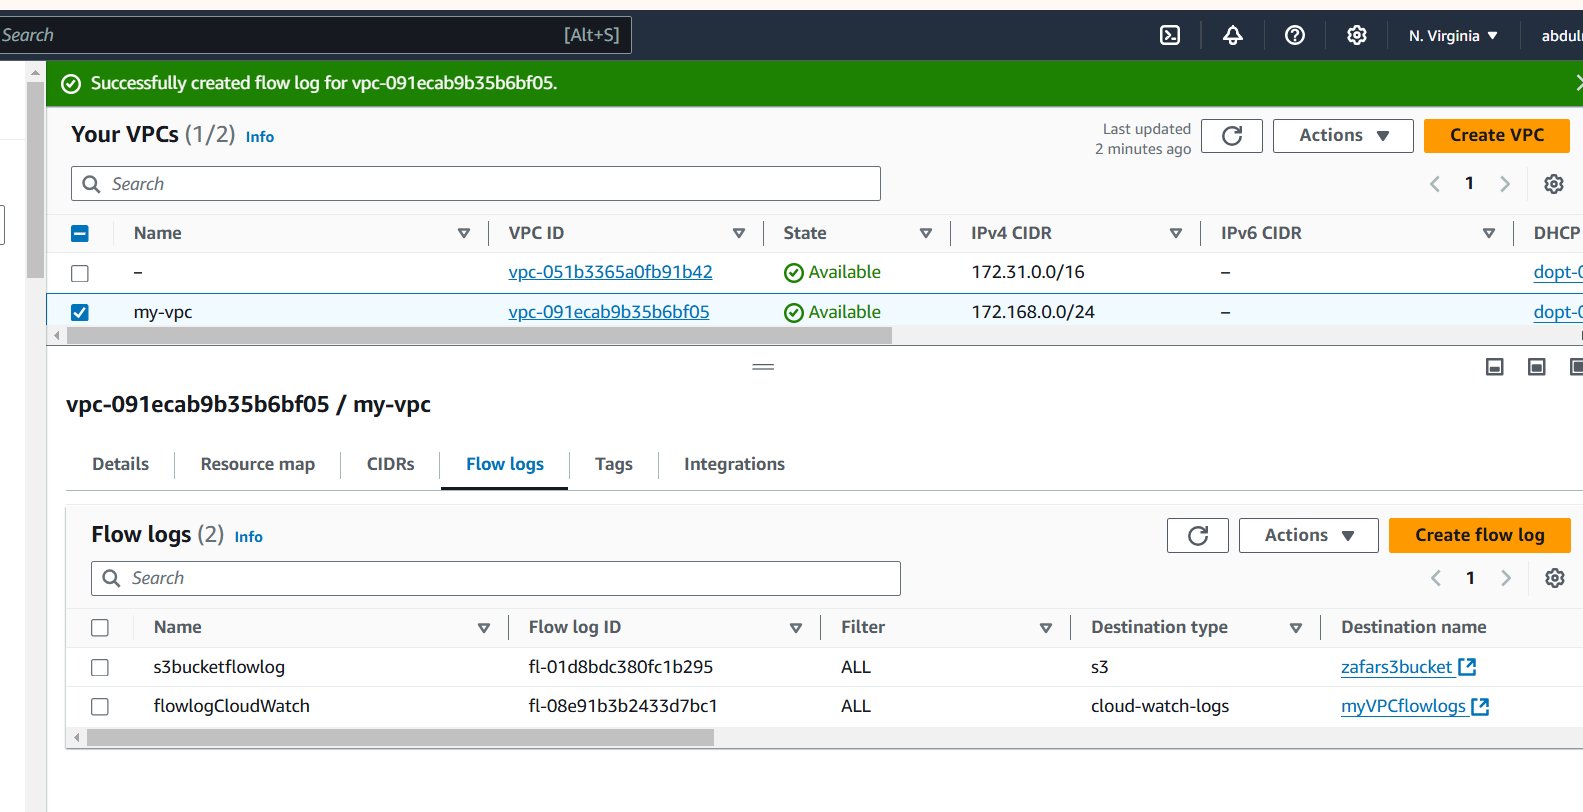 Search [Alt+S] N. Virginia
Successfully created flow log for vpc-091ecab9b35b6bf05.
Your VPCs (1/2) Info
Last updated
2 minutes ago
Actions
Create VPC
Search
1
Name VPC ID State IPv4 CIDR IPv6 CIDR DHCP
– vpc-051b3365a0fb91b42 Available 172.31.0.0/16 –
my-vpc vpc-091ecab9b35b6bf05 Available 172.168.0.0/24 –
vpc-091ecab9b35b6bf05 / my-vpc
Details Resource map CIDRs Flow logs Tags Integrations
Flow logs (2) Info
Actions
Create flow log
Search
1
Name Flow log ID Filter Destination type Destination name
s3bucketflowlog fl-01d8bdc380fc1b295 ALL s3 zafars3bucket
flowlogCloudWatch fl-08e91b3b2433d7bc1 ALL cloud-watch-logs myVPCflowlogs